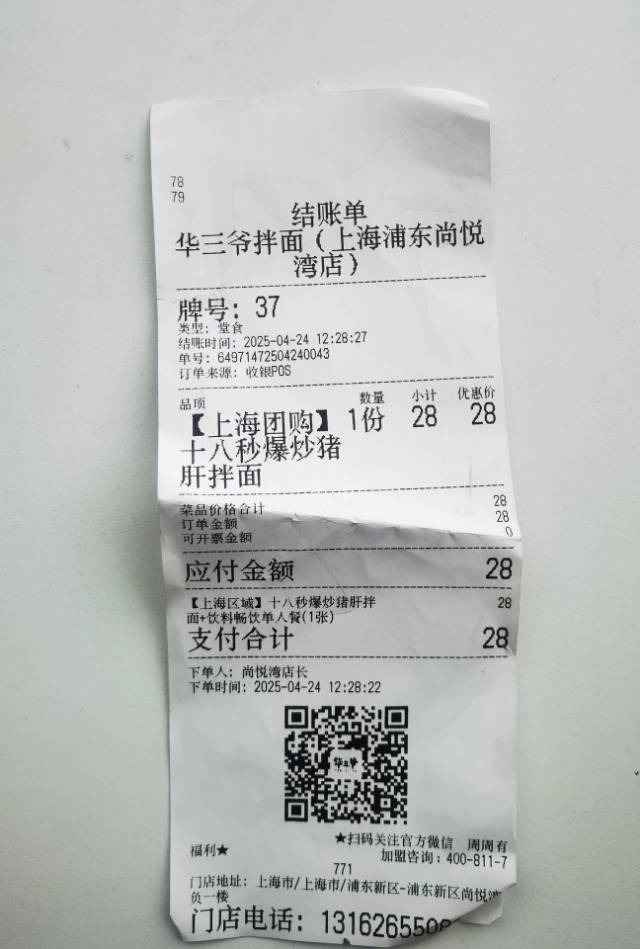 78
79
结账单
华三爷拌面（上海浦东尚悦
湾店）
牌号: 37
类型: 堂食
结账时间: 2025-04-24 12:28:27
单号: 64971472504240043
订单来源: 收银POS
品项 数量 小计 优惠价
【上海团购】 1份 28 28
十八秒爆炒猪
肝拌面
菜品价格合计 28
订单金额 28
可开票金额 0
应付金额 28
【上海区域】十八秒爆炒猪肝拌 28
面+饮料畅饮单人餐(1张)
支付合计 28
下单人: 尚悦湾店长
下单时间: 2025-04-24 12:28:22
华三爷
★扫码关注官方微信 周周有
福利★
加盟咨询: 400-811-7
771
门店地址: 上海市/上海市/浦东新区-浦东新区尚悦湾
负一楼
门店电话: 131626550